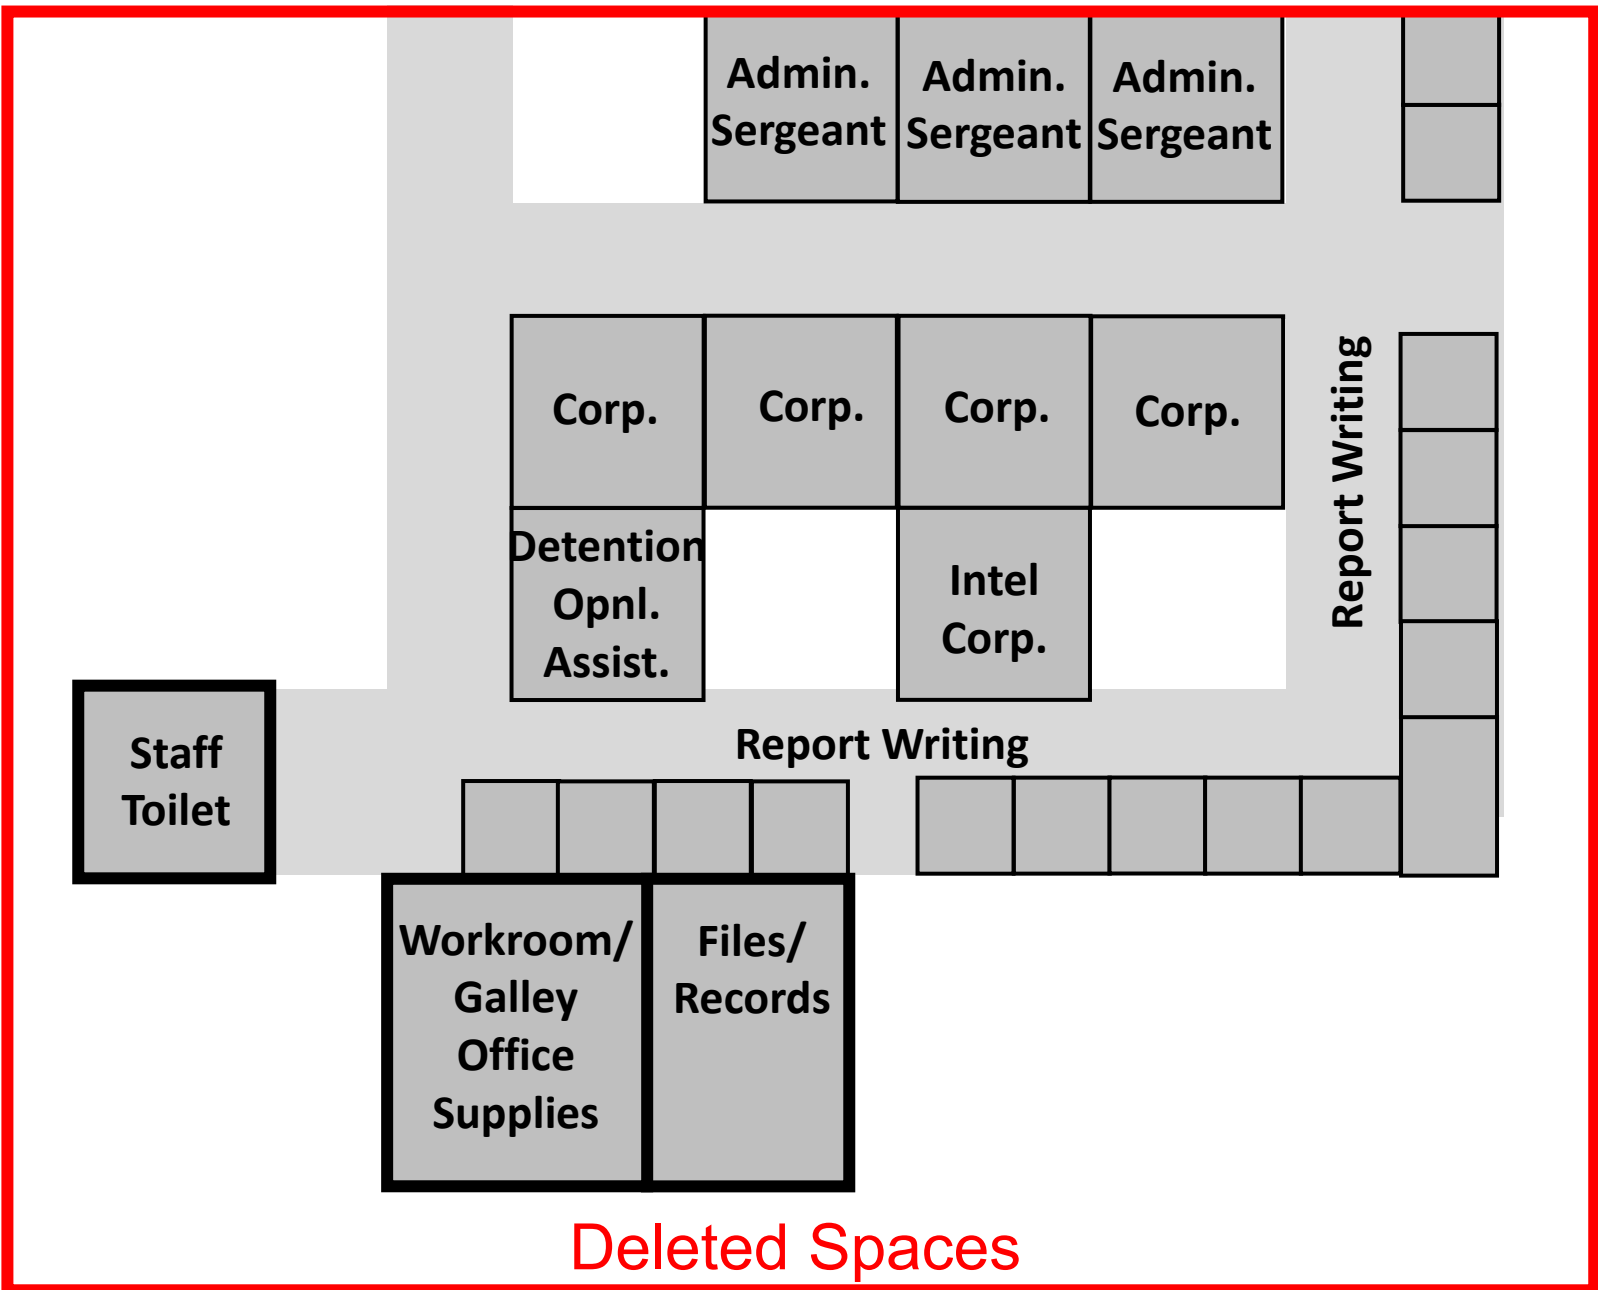 Admin.
Sergeant
Admin.
Sergeant
Admin.
Sergeant
Corp.
Corp.
Corp.
Corp.
Report Writing
Detention
Opnl.
Assist.
Intel
Corp.
Staff
Toilet
Report Writing
Workroom/
Galley
Office
Supplies
Files/
Records
Deleted Spaces